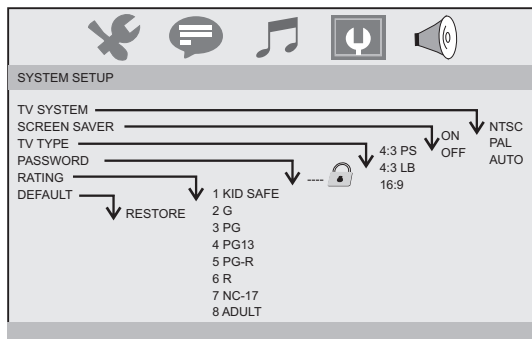 SYSTEM SETUP
TV SYSTEM
SCREEN SAVER
TV TYPE
PASSWORD
RATING
DEFAULT
NTSC
PAL
AUTO
ON
OFF
4:3 PS
4:3 LB
16:9
----
1 KID SAFE
2 G
3 PG
4 PG13
5 PG-R
6 R
7 NC-17
8 ADULT
RESTORE